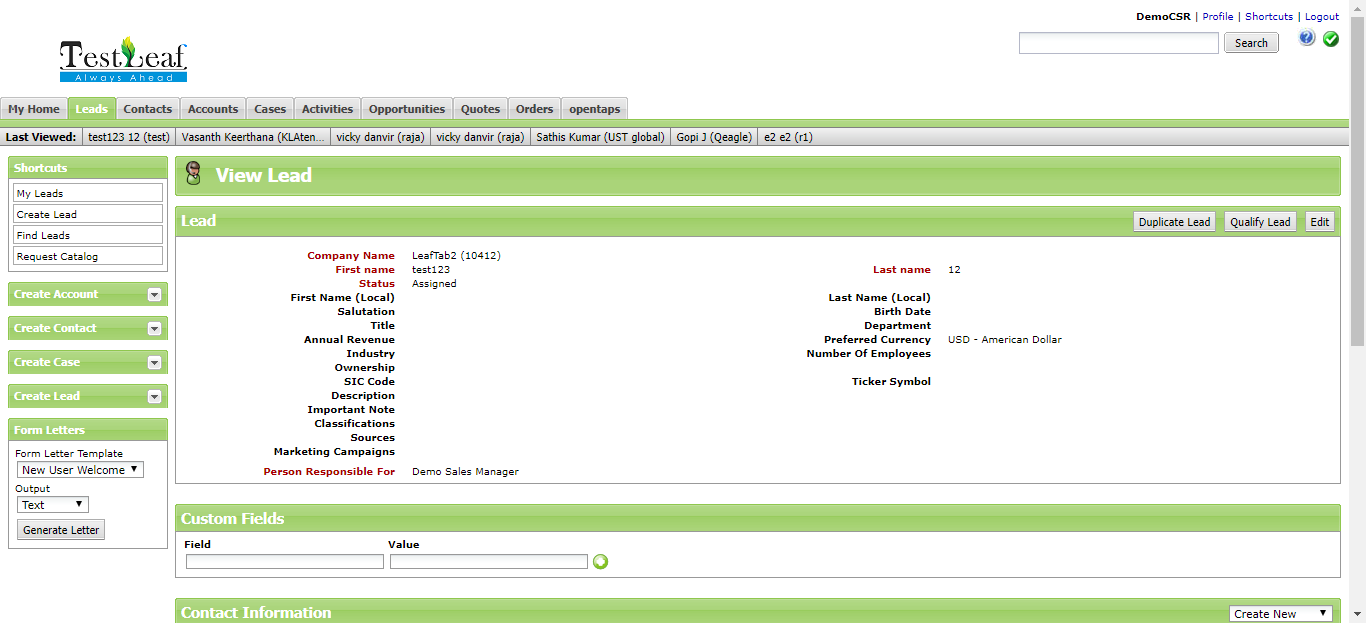 DemoCSR | Profile | Shortcuts | Logout
TestLeaf
Always Ahead
Search
My Home Leads Contacts Accounts Cases Activities Opportunities Quotes Orders opentaps
Last Viewed: test123 12 (test) Vasanth Keerthana (KLAten... vicky danvir (raja) vicky danvir (raja) Sathis Kumar (UST global) Gopi J (Qeagle) e2 e2 (r1)
Shortcuts
My Leads
Create Lead
Find Leads
Request Catalog
Create Account
Create Contact
Create Case
Create Lead
Form Letters
Form Letter Template
New User Welcome
Output
Text
Generate Letter
View Lead
Lead Duplicate Lead Qualify Lead Edit
Company Name LeafTab2 (10412)
First name test123 Last name 12
Status Assigned
First Name (Local) Last Name (Local)
Salutation Birth Date
Title Department
Annual Revenue Preferred Currency USD - American Dollar
Industry Number Of Employees
Ownership
SIC Code Ticker Symbol
Description
Important Note
Classifications
Sources
Marketing Campaigns
Person Responsible For Demo Sales Manager
Custom Fields
Field Value
Contact Information Create New